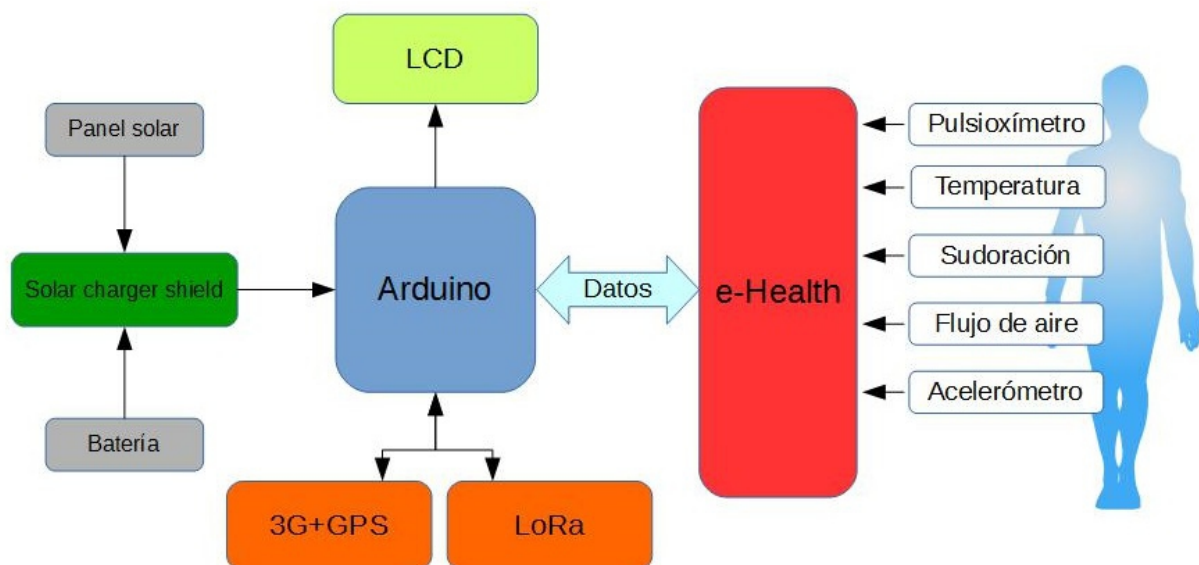 LCD
Panel solar
Solar charger shield
Batería
Arduino
Datos
e-Health
Pulsioxímetro
Temperatura
Sudoración
Flujo de aire
Acelerómetro
3G+GPS
LoRa